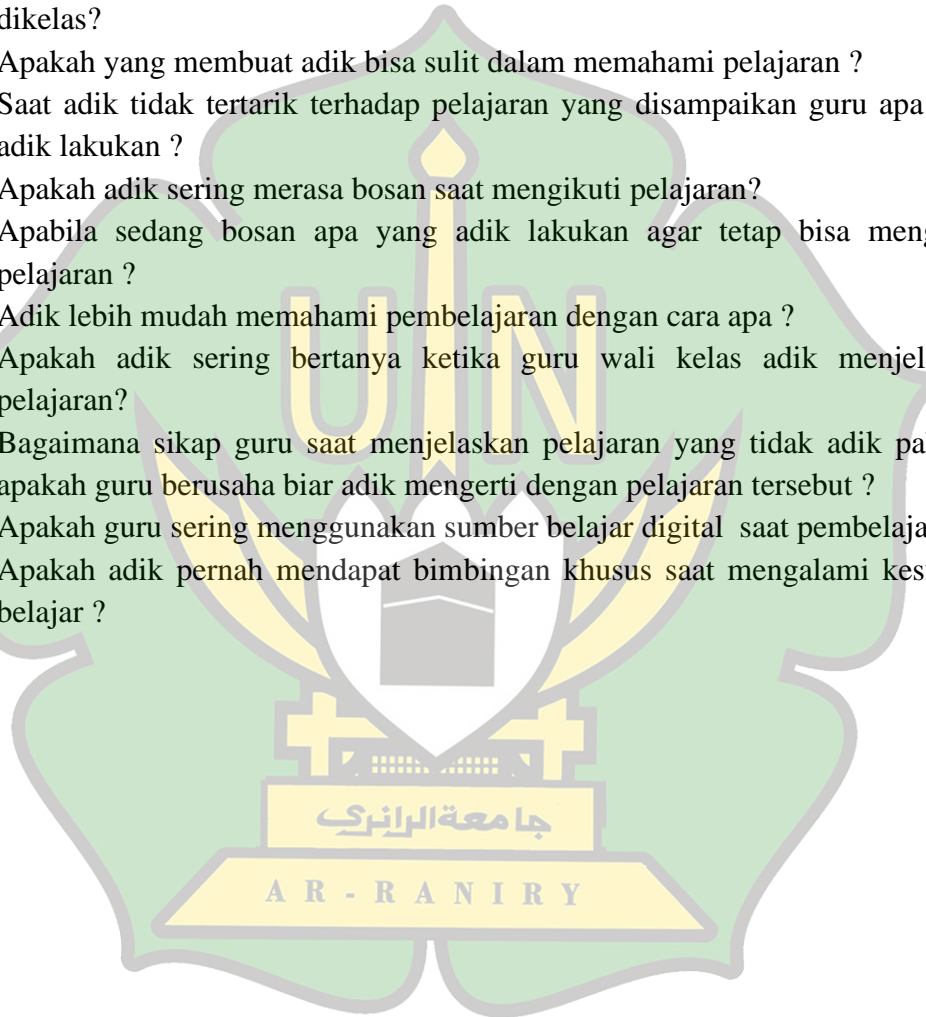 dikelas?
Apakah yang membuat adik bisa sulit dalam memahami pelajaran ?
Saat adik tidak tertarik terhadap pelajaran yang disampaikan guru apa
adik lakukan ?
Apakah adik sering merasa bosan saat mengikuti pelajaran?
Apabila sedang bosan apa yang adik lakukan agar tetap bisa
pelajaran ?
Adik lebih mudah memahami pembelajaran dengan cara apa ?
Apakah adik sering bertanya ketika guru wali kelas adik
pelajaran?
Bagaimana sikap guru saat menjelaskan pelajaran yang tidak adik
apakah guru berusaha biar adik mengerti dengan pelajaran tersebut ?
Apakah guru sering menggunakan sumber belajar digital saat
Apakah adik pernah mendapat bimbingan khusus saat mengalami
belajar ?
UIN
جامعة الرانري
AR-RANIRY